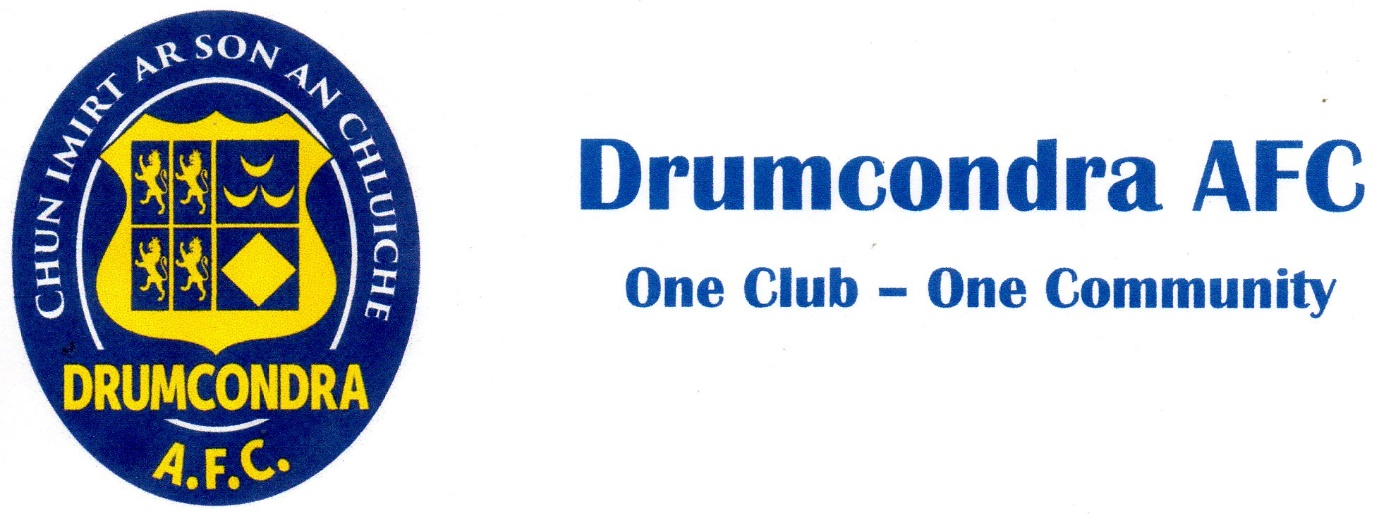 CHUN IMIRT AR SON AN CHLUICHE
DRUMCONDRA
A.F.C.
Drumcondra AFC
One Club – One Community